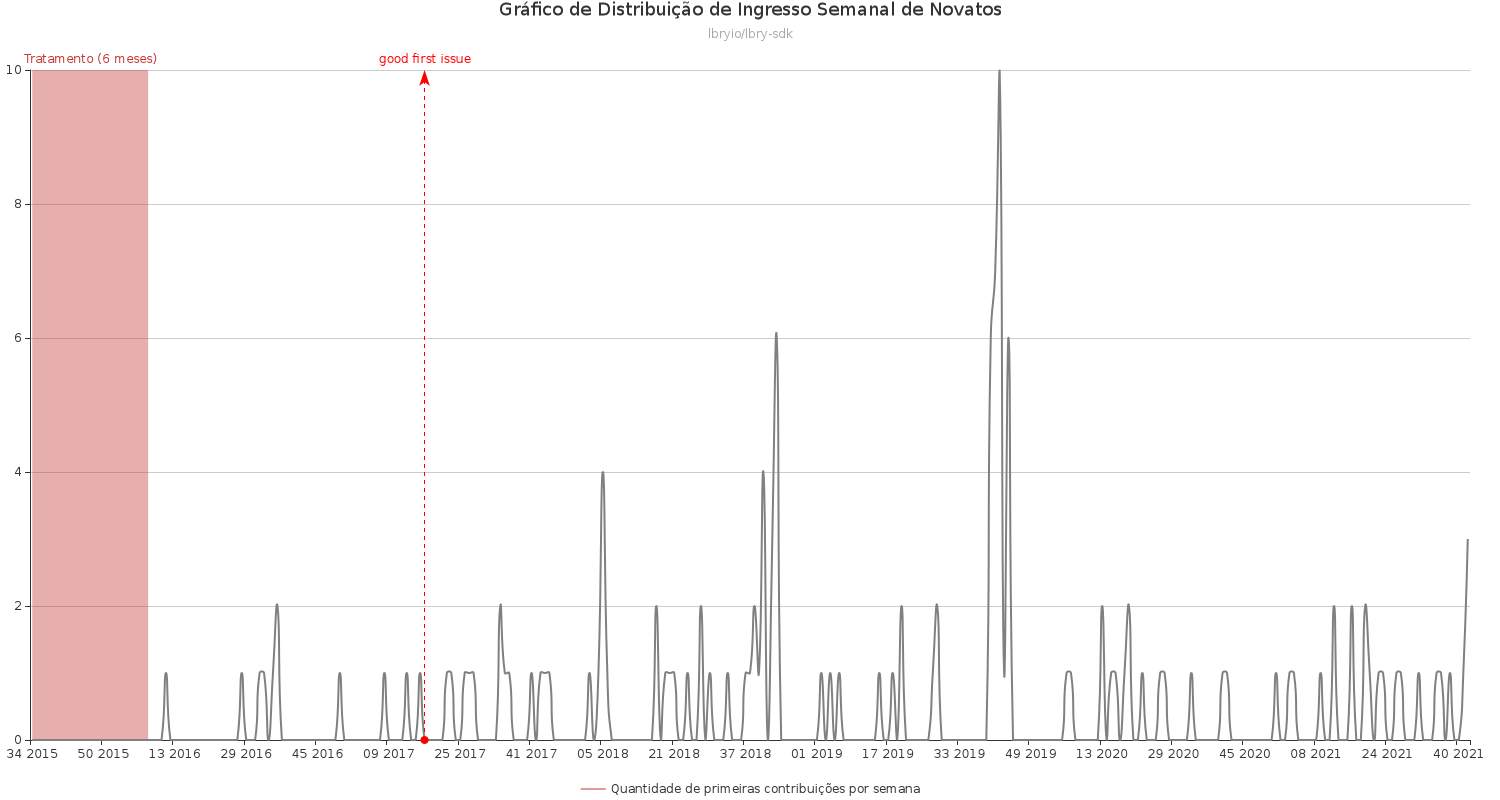 Gráfico de Distribuição de Ingresso Semanal de Novatos
lbryio/lbry-sdk
Tratamento (6 meses)
good first issue
10
8
6
4
2
0
34 2015 50 2015 13 2016 29 2016 45 2016 09 2017 25 2017 41 2017 05 2018 21 2018 37 2018 01 2019 17 2019 33 2019 49 2019 13 2020 29 2020 45 2020 08 2021 24 2021 40 2021
Quantidade de primeiras contribuições por semana